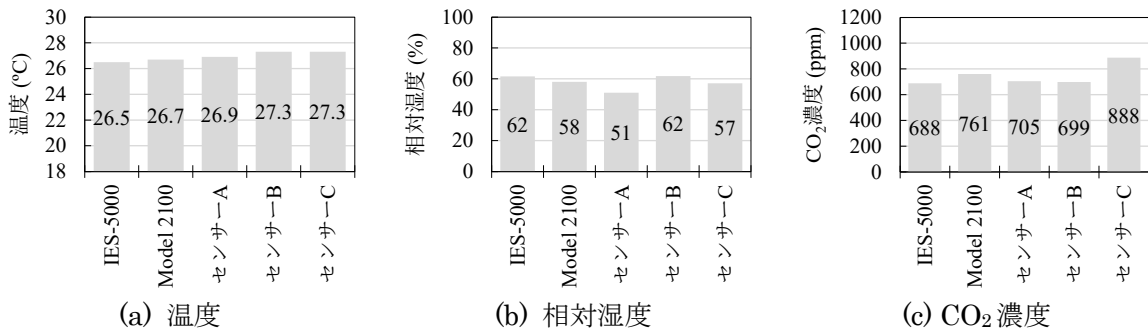 温度 (ºC)
30
28
26
24
22
20
18
26.5
26.7
26.9
27.3
27.3
IES-5000
Model 2100
センサーA
センサーB
センサーC
(a) 温度
相対湿度 (%)
100
80
60
40
20
0
62
58
51
62
57
IES-5000
Model 2100
センサーA
センサーB
センサーC
(b) 相対湿度
CO₂濃度 (ppm)
1200
1000
800
600
400
200
0
688
761
705
699
888
IES-5000
Model 2100
センサーA
センサーB
センサーC
(c) CO₂濃度